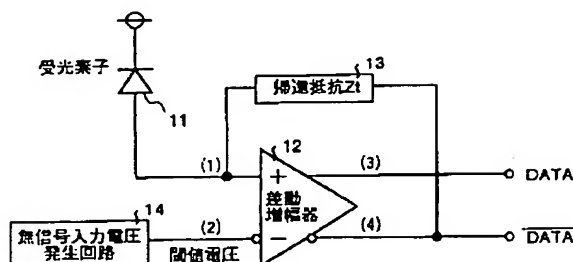 受光素子
11
13
帰還抵抗Zt
12
(1)
+
(3)
DATA
差動
増幅器
14
(2)
−
(4)
DATA
無信号入力電圧
発生回路
閾値電圧